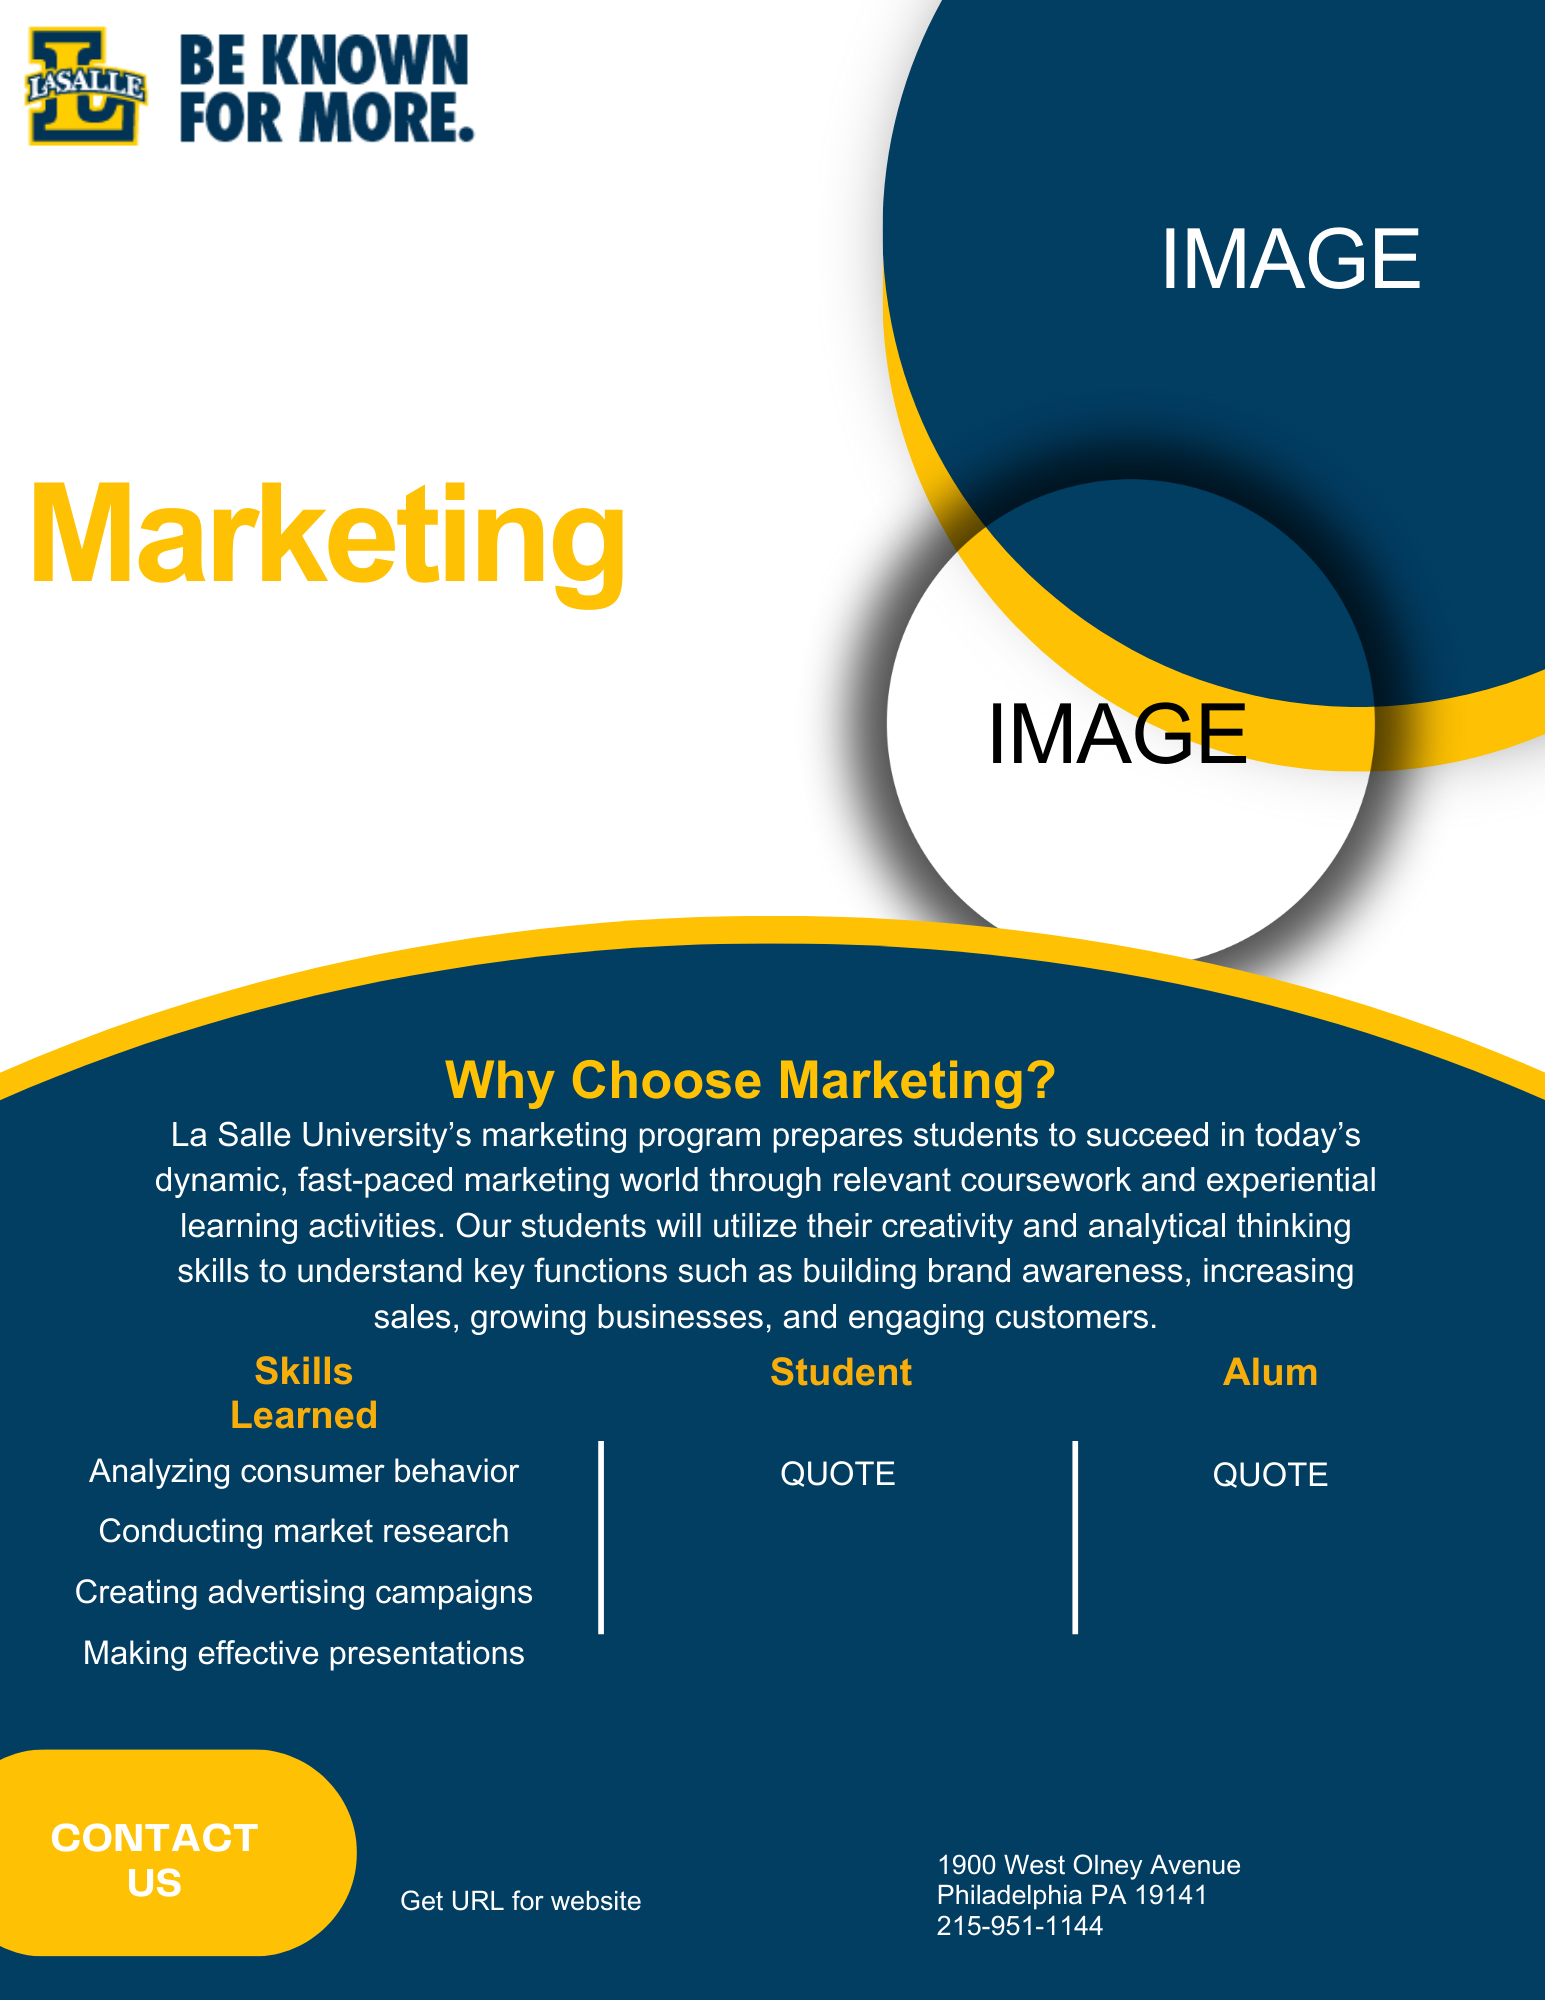 LASALLE
BE KNOWN
FOR MORE.
IMAGE
Marketing
IMAGE
Why Choose Marketing?
La Salle University’s marketing program prepares students to succeed in today’s
dynamic, fast-paced marketing world through relevant coursework and experiential
learning activities. Our students will utilize their creativity and analytical thinking
skills to understand key functions such as building brand awareness, increasing
sales, growing businesses, and engaging customers.
Skills
Learned
Analyzing consumer behavior
Conducting market research
Creating advertising campaigns
Making effective presentations
Student
QUOTE
Alum
QUOTE
CONTACT
US
Get URL for website
1900 West Olney Avenue
Philadelphia PA 19141
215-951-1144